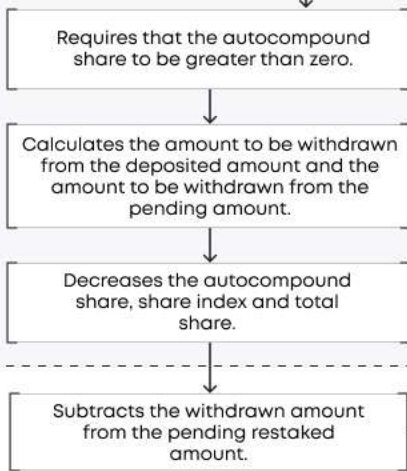 Requires that the autocompound
share to be greater than zero.
Calculates the amount to be withdrawn
from the deposited amount and the
amount to be withdrawn from the
pending amount.
Decreases the autocompound
share, share index and total
share.
Subtracts the withdrawn amount
from the pending restaked
amount.